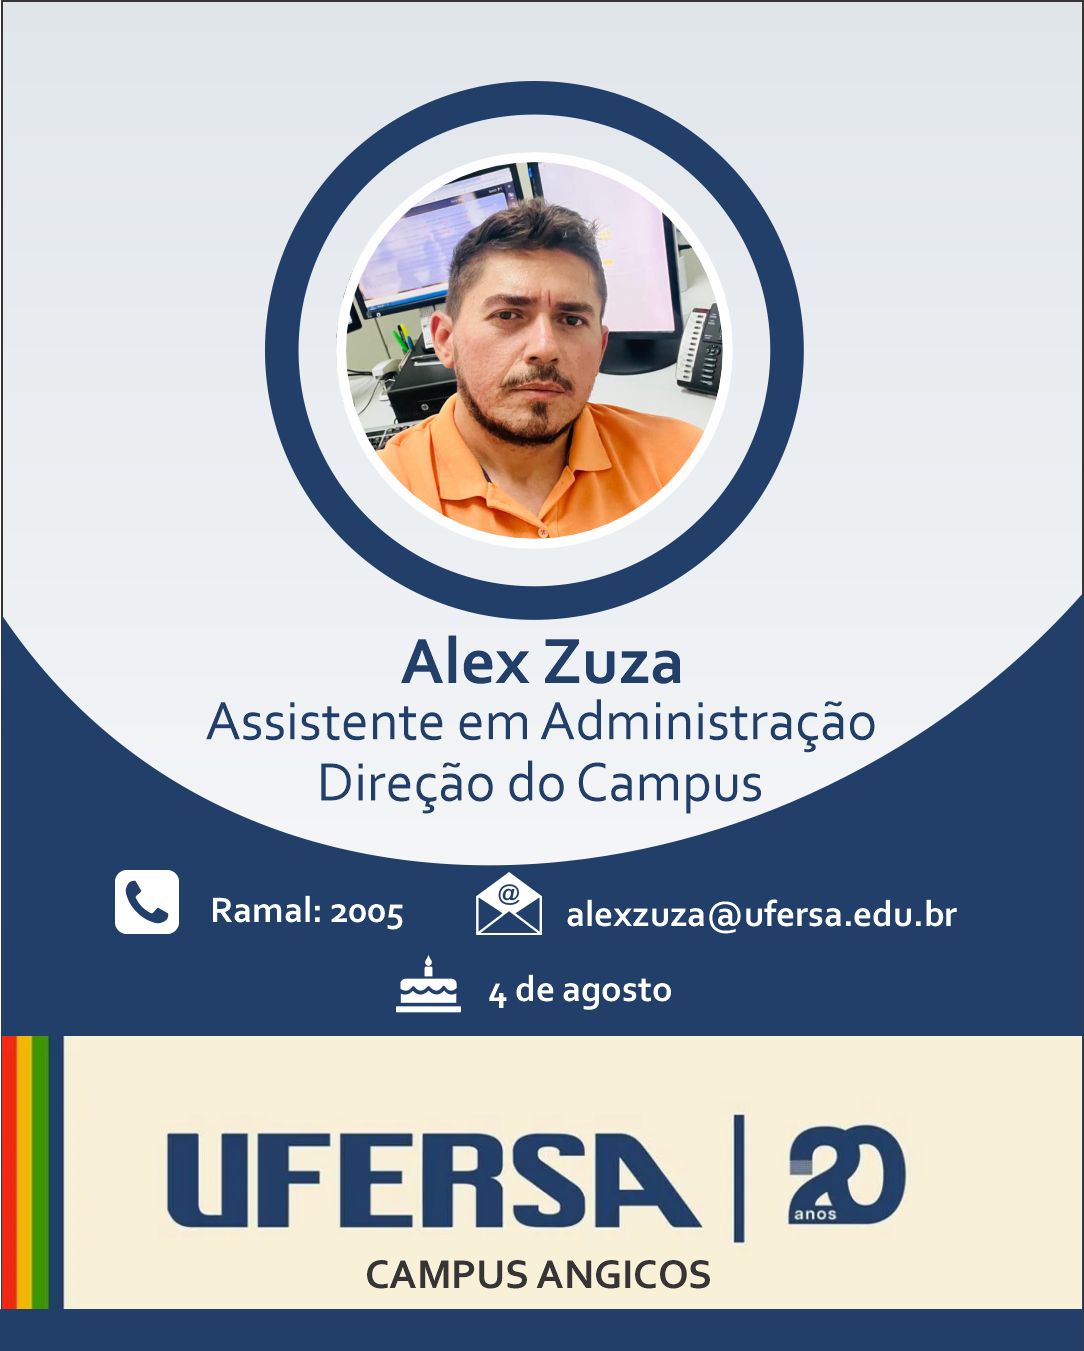 Alex Zuza
Assistente em Administração
Direção do Campus
Ramal: 2005
@
alexzuza@ufersa.edu.br
4 de agosto
UFERSA | 20
anos
CAMPUS ANGICOS